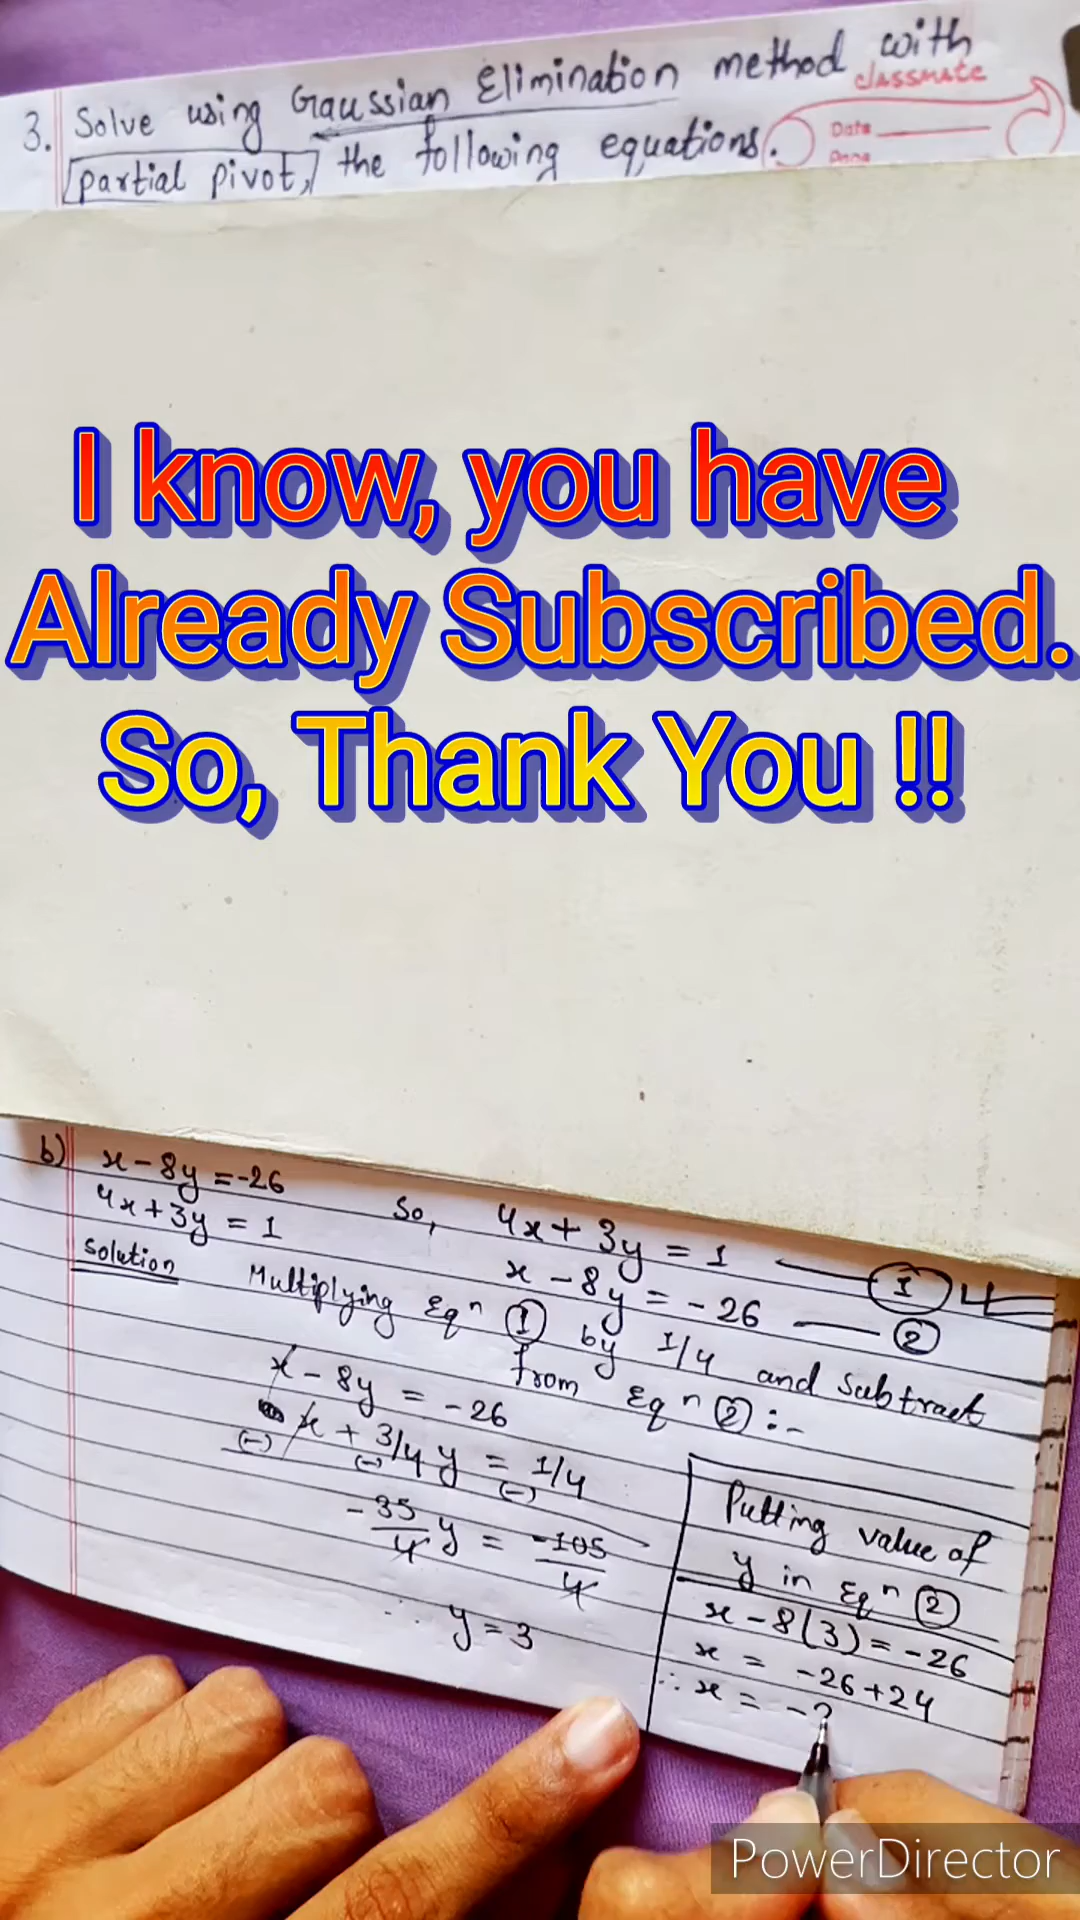 3. Solve using Gaussian Elimination method with
classmate
Date
Page
partial pivot, the following equations.
I know, you have
Already Subscribed.
So, Thank You !!
b) x - 8y = -26
4x + 3y = 1
So, 4x + 3y = 1 — ①
x - 8y = -26 — ②
Solution Multiplying Eqⁿ ① by 1/4 and subtract
from Eqⁿ ② :-
x - 8y = -26
x + 3/4 y = 1/4
(-) (-) (-)
-35/4 y = -105/4
∴ y = 3
Putting value of
y in Eqⁿ ②
x - 8(3) = -26
x = -26+24
∴ x = -2
PowerDirector